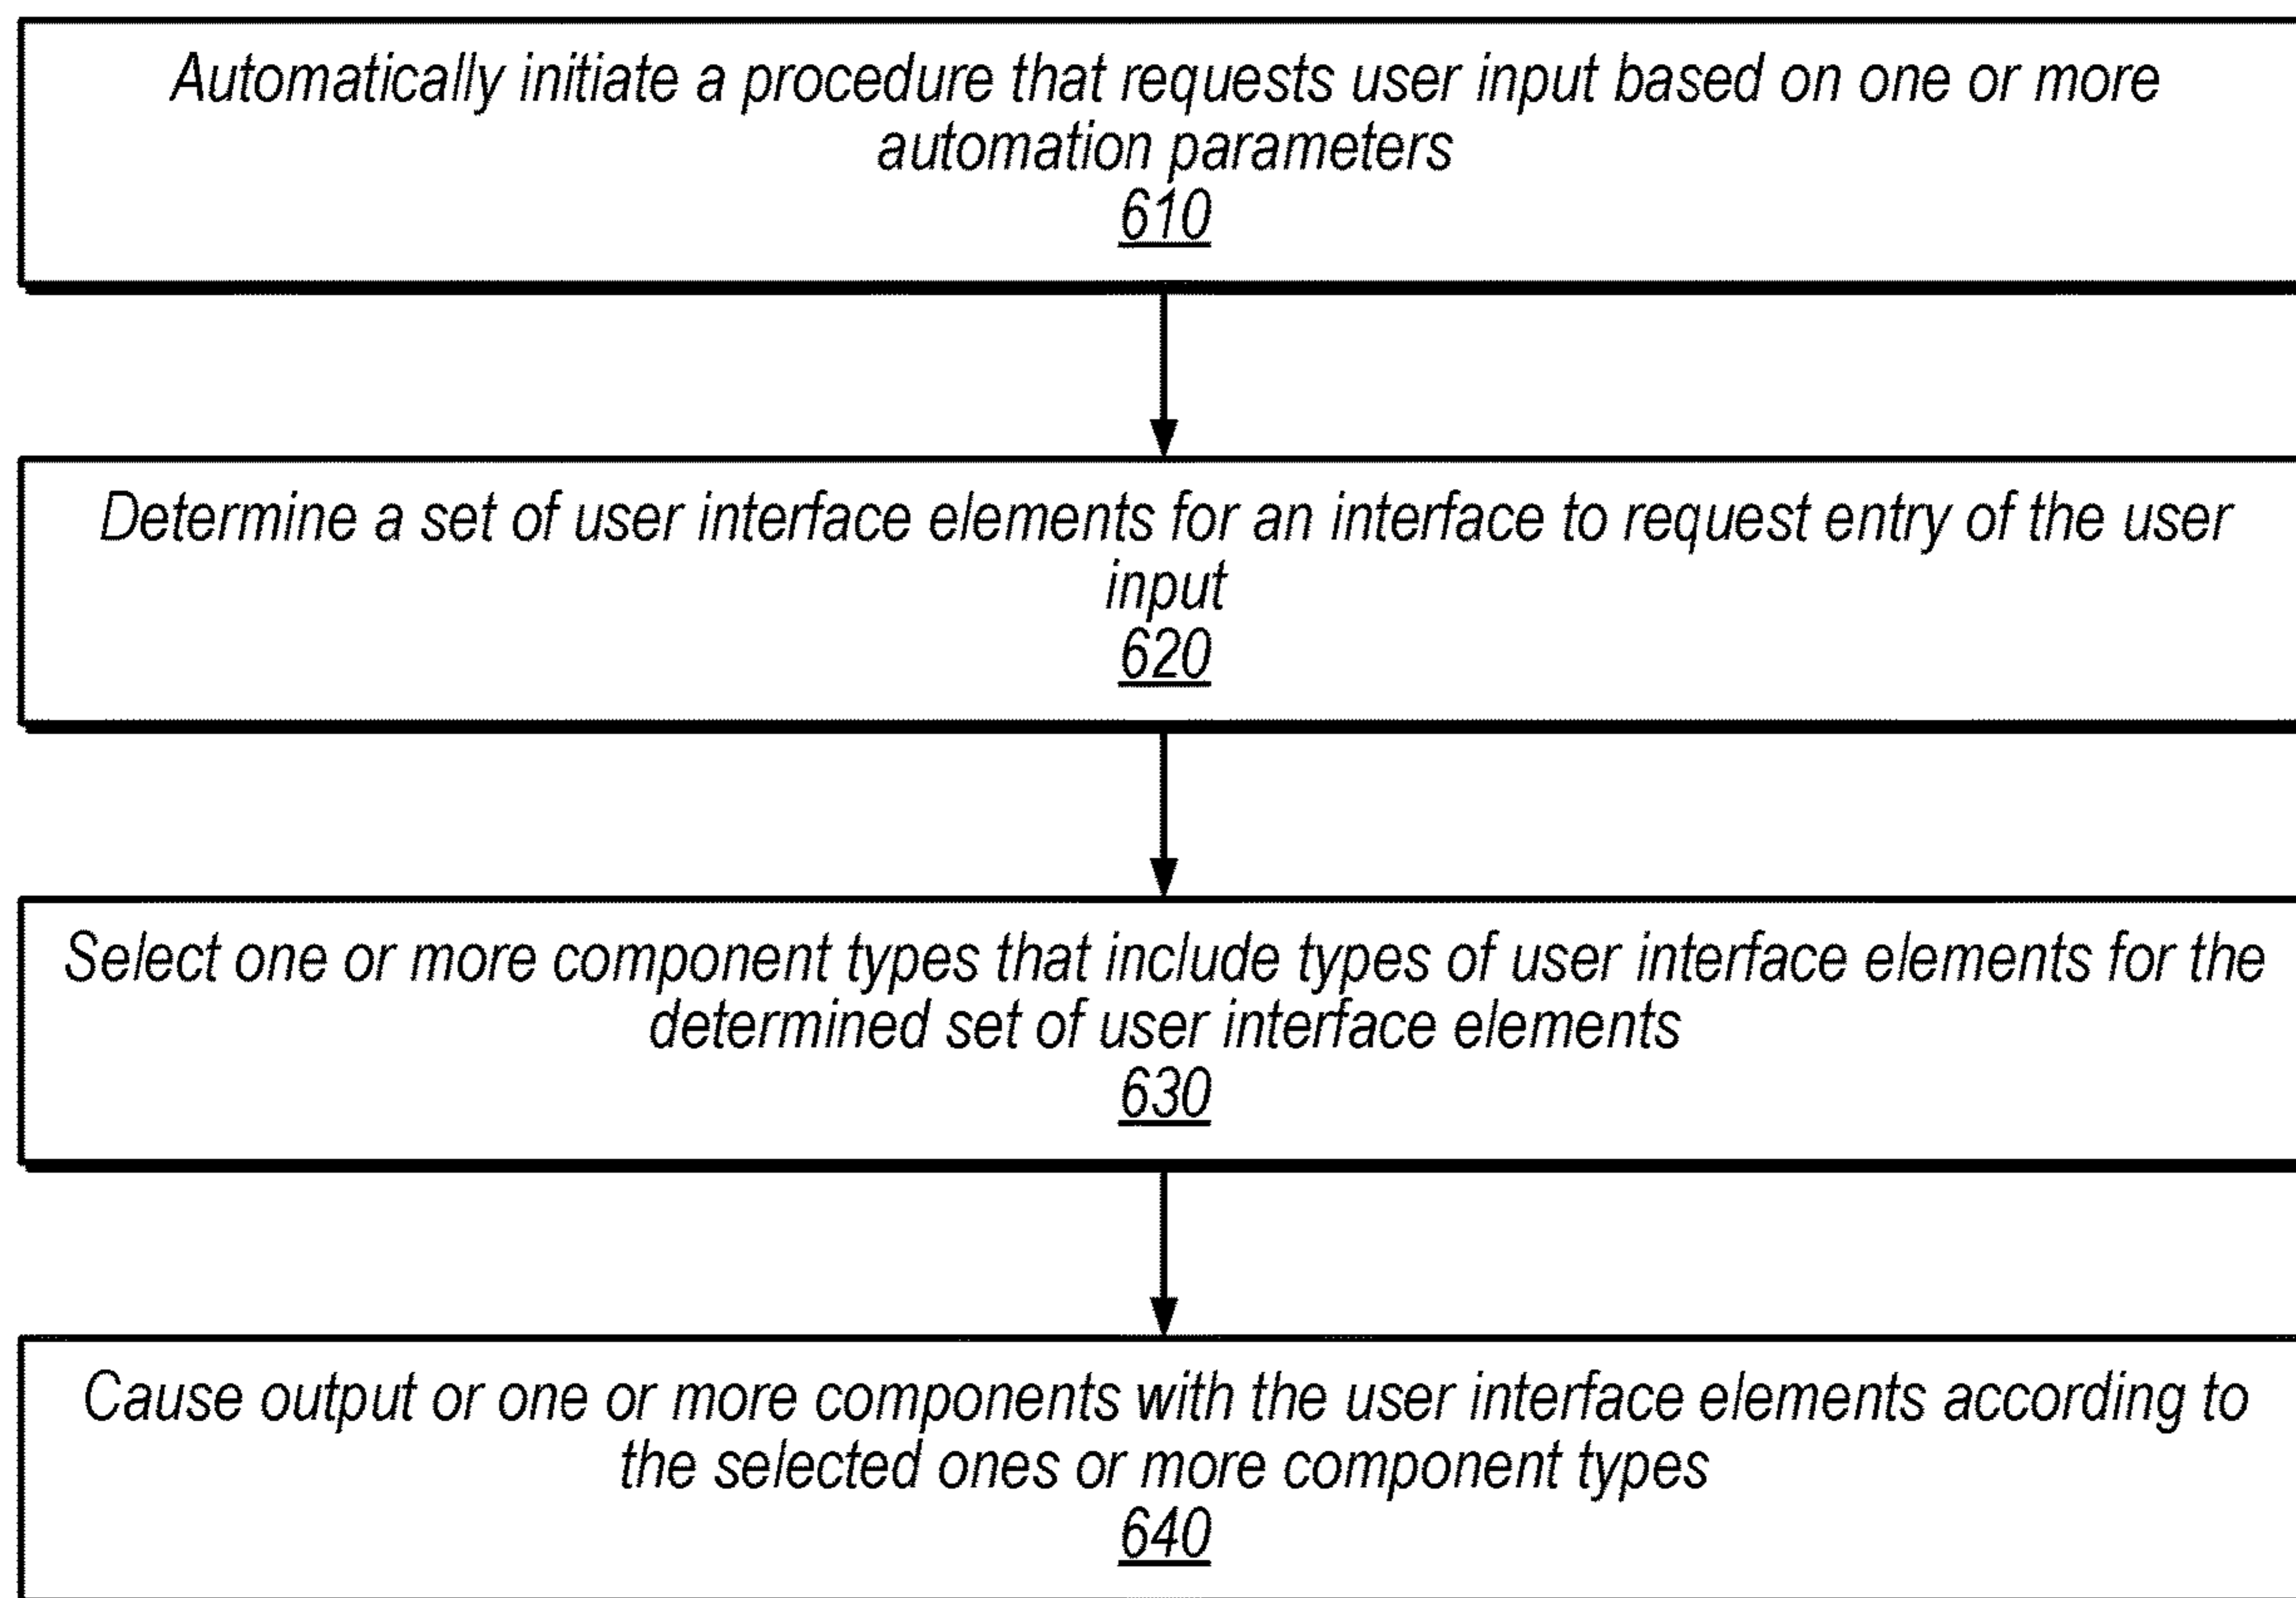 Automatically initiate a procedure that requests user input based on one or more
automation parameters
610
Determine a set of user interface elements for an interface to request entry of the user
input
620
Select one or more component types that include types of user interface elements for the
determined set of user interface elements
630
Cause output or one or more components with the user interface elements according to
the selected ones or more component types
640